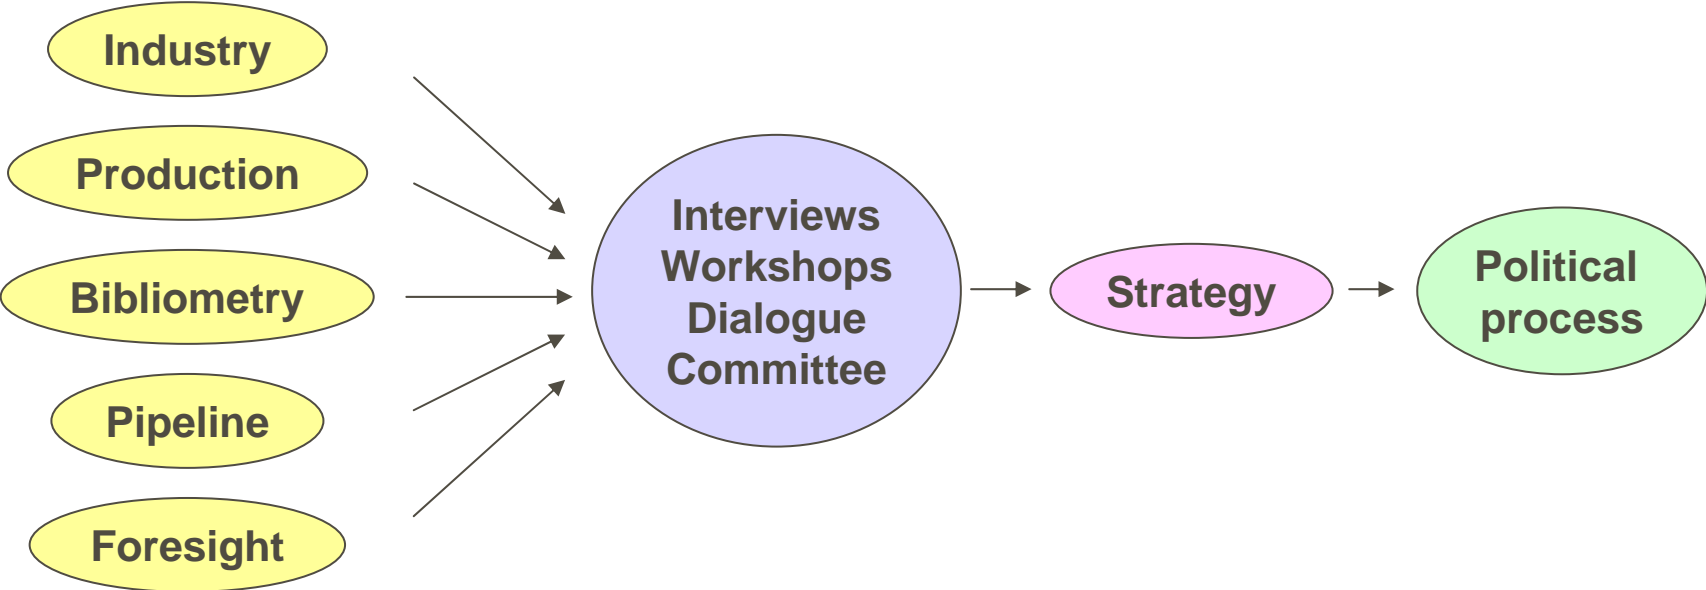 Industry
Production
Bibliometry
Pipeline
Foresight
Interviews
Workshops
Dialogue
Committee
Strategy
Political
process